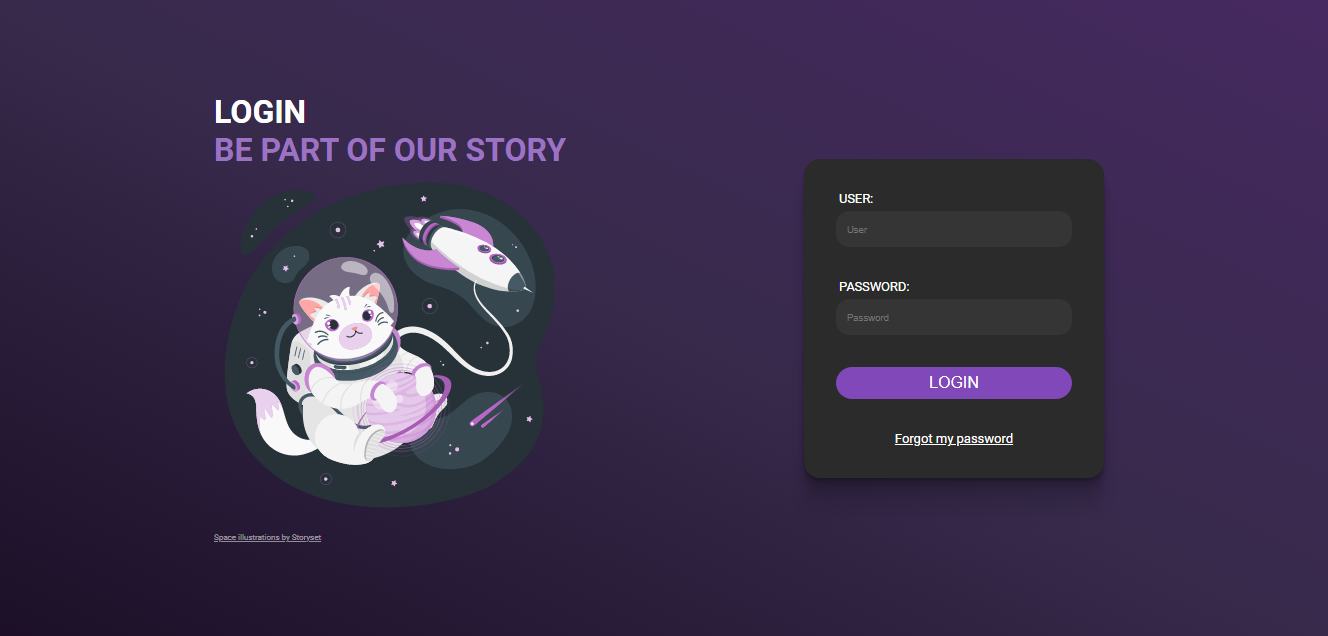 LOGIN
BE PART OF OUR STORY
Space illustrations by Storyset
USER:
User
PASSWORD:
Password
LOGIN
Forgot my password